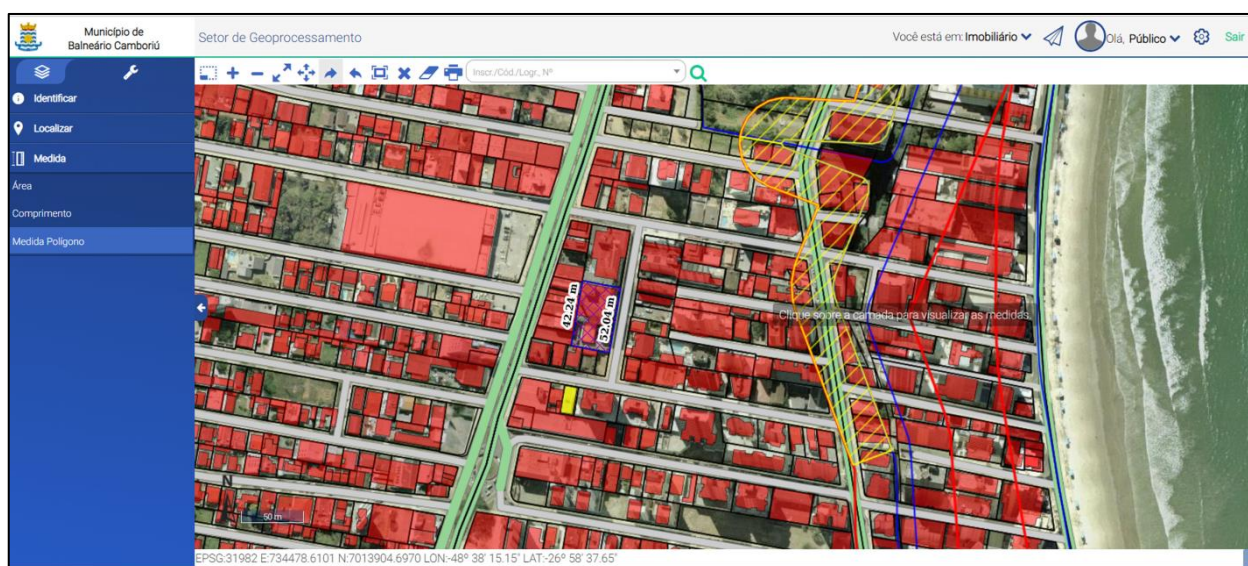 Município de
Balneário Camboriú
Setor de Geoprocessamento
Você está em: Imobiliário
Olá, Público
Sair
Inscr./Cód./Logr., Nº
Identificar
Localizar
Medida
Área
Comprimento
Medida Polígono
42.24 m
52.04 m
Clique sobre a camada para visualizar as medidas.
N
50 m
EPSG:31982 E:734478.6101 N:7013904.6970 LON:-48º 38' 15.15" LAT:-26º 58' 37.65"